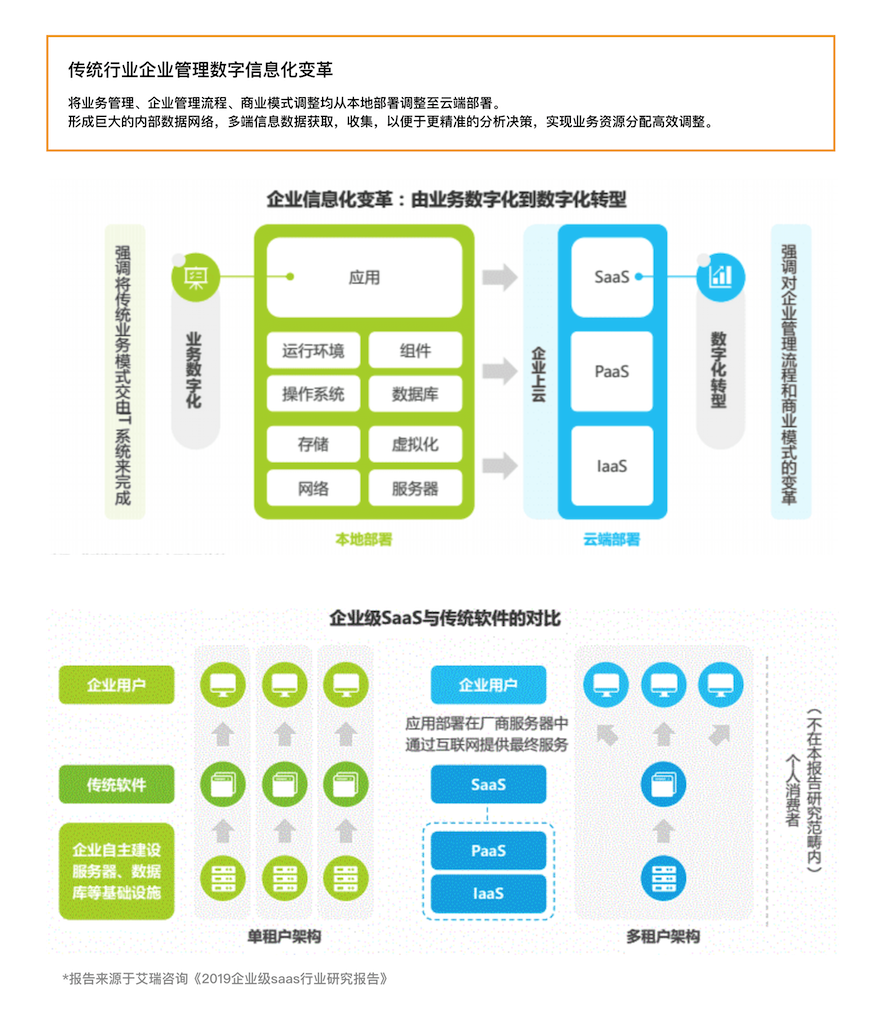 传统行业企业管理数字信息化变革
将业务管理、企业管理流程、商业模式调整均从本地部署调整至云端部署。
形成巨大的内部数据网络，多端信息数据获取，收集，以便于更精准的分析决策，实现业务资源分配高效调整。
企业信息化变革：由业务数字化到数字化转型
强调将传统业务模式交由IT系统来完成
业务数字化
应用
运行环境
组件
操作系统
数据库
存储
虚拟化
网络
服务器
本地部署
企业上云
SaaS
PaaS
IaaS
云端部署
数字化转型
强调对企业管理流程和商业模式的变革
企业级SaaS与传统软件的对比
企业用户
传统软件
企业自主建设
服务器、数据
库等基础设施
单租户架构
企业用户
应用部署在厂商服务器中
通过互联网提供最终服务
SaaS
PaaS
IaaS
多租户架构
（不在本报告研究范畴内）
个人消费者
*报告来源于艾瑞咨询《2019企业级saas行业研究报告》